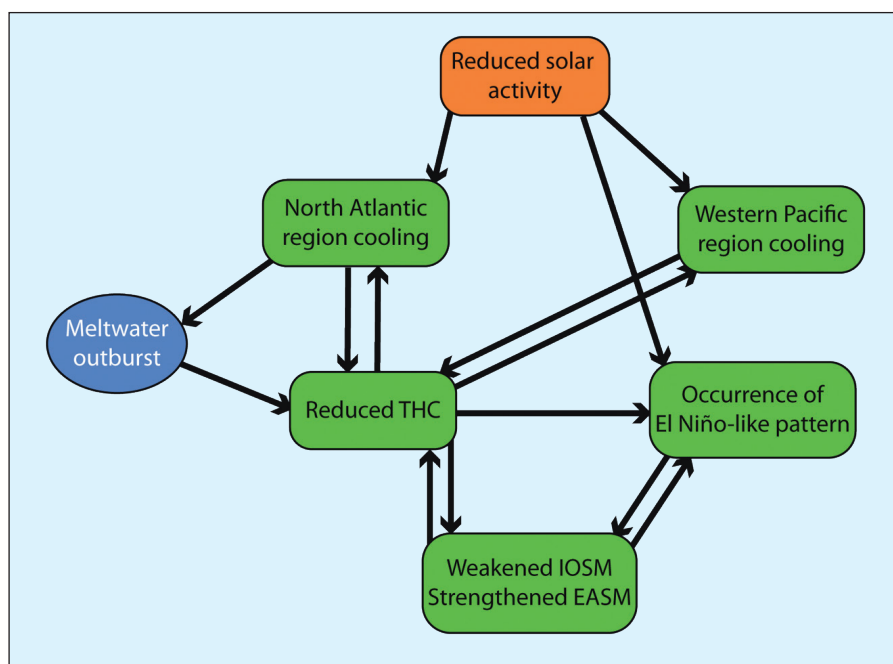 Reduced solar
activity
North Atlantic
region cooling
Western Pacific
region cooling
Meltwater
outburst
Reduced THC
Occurrence of
El Niño-like pattern
Weakened IOSM
Strengthened EASM